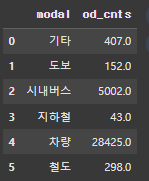 modal od_cnts
0 기타 407.0
1 도보 152.0
2 시내버스 5002.0
3 지하철 43.0
4 차량 28425.0
5 철도 298.0